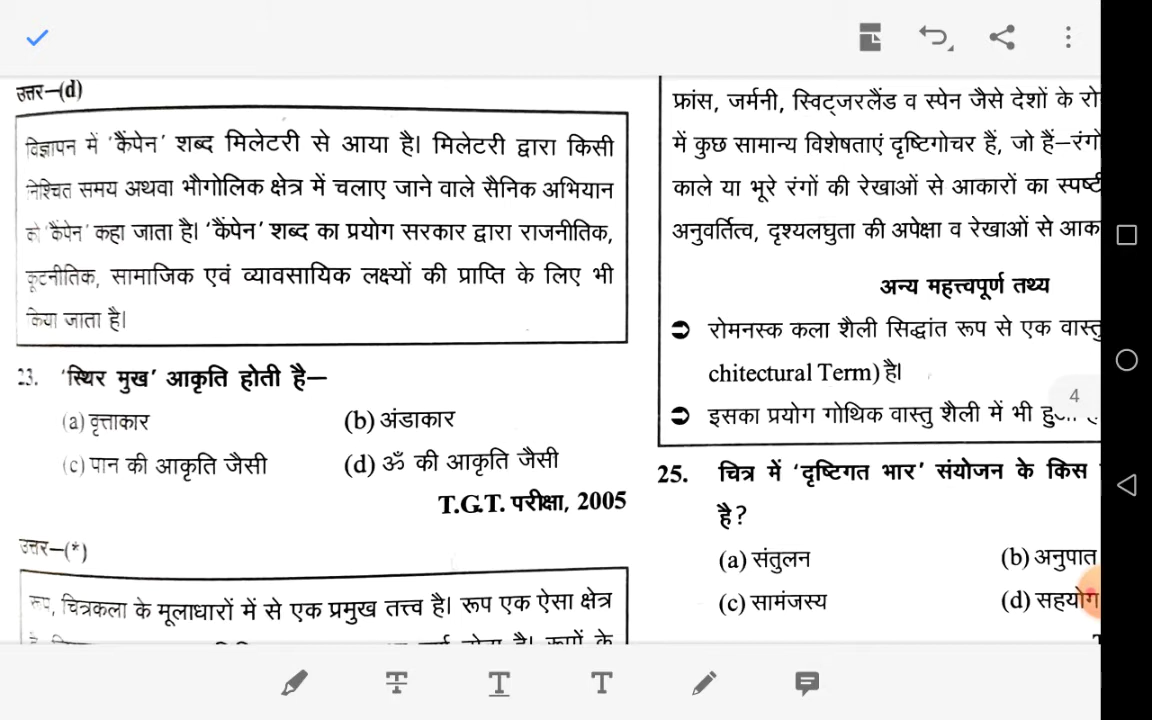 उत्तर–(d)
विज्ञापन में ‘कैंपेन’ शब्द मिलेटरी से आया है। मिलेटरी द्वारा किसी
निश्चित समय अथवा भौगोलिक क्षेत्र में चलाए जाने वाले सैनिक अभियान
को ‘कैंपेन’ कहा जाता है। ‘कैंपेन’ शब्द का प्रयोग सरकार द्वारा राजनीतिक,
कूटनीतिक, सामाजिक एवं व्यावसायिक लक्ष्यों की प्राप्ति के लिए भी
किया जाता है।
23. ‘स्थिर मुख’ आकृति होती है–
(a) वृत्ताकार (b) अंडाकार
(c) पान की आकृति जैसी (d) ॐ की आकृति जैसी
T.G.T. परीक्षा, 2005
उत्तर–(*)
रूप, चित्रकला के मूलाधारों में से एक प्रमुख तत्त्व है। रूप एक ऐसा क्षेत्र
फ्रांस, जर्मनी, स्विट्जरलैंड व स्पेन जैसे देशों के रो
में कुछ सामान्य विशेषताएं दृष्टिगोचर हैं, जो हैं–रंगो
काले या भूरे रंगों की रेखाओं से आकारों का स्पष्टी
अनुवर्तित्व, दृश्यलघुता की अपेक्षा व रेखाओं से आक
अन्य महत्त्वपूर्ण तथ्य
➲ रोमनस्क कला शैली सिद्धांत रूप से एक वास्तु
chitectural Term) है।
4
➲ इसका प्रयोग गोथिक वास्तु शैली में भी
25. चित्र में ‘दृष्टिगत भार’ संयोजन के किस
है?
(a) संतुलन (b) अनुपात
(c) सामंजस्य (d) सहयोग